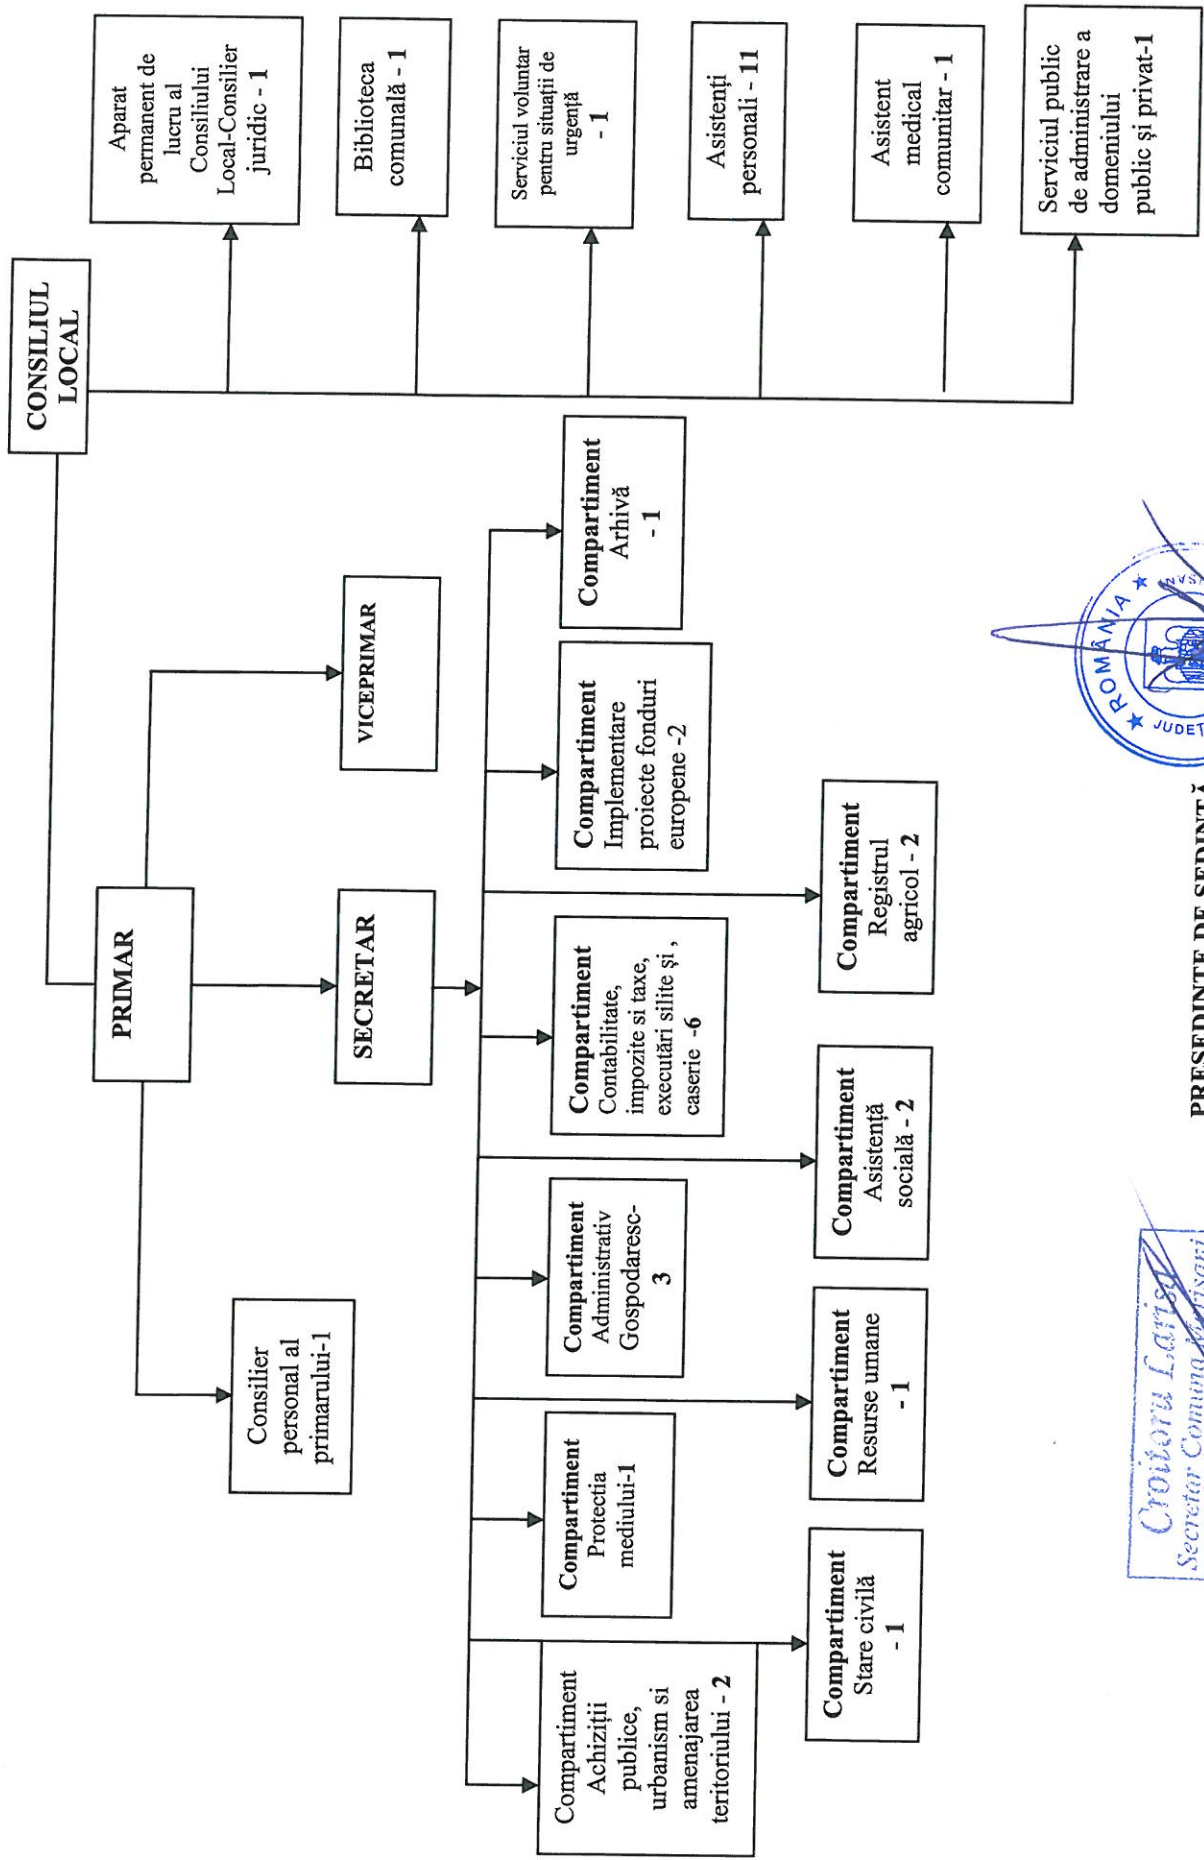 CONSILIUL
LOCAL
PRIMAR
VICEPRIMAR
SECRETAR
Consilier
personal al
primarului-1
Aparat
permanent de
lucru al
Consiliului
Local-Consilier
juridic - 1
Biblioteca
comunală - 1
Serviciul voluntar
pentru situații de
urgență
- 1
Asistenți
personali - 11
Asistent
medical
comunitar - 1
Serviciul public
de administrare a
domeniului
public și privat-1
Compartiment
Achiziții
publice,
urbanism si
amenajarea
teritoriului - 2
Compartiment
Protectia
mediului-1
Compartiment
Administrativ
Gospodaresc-
3
Compartiment
Contabilitate,
impozite si taxe,
executări silite și ,
caserie -6
Compartiment
Implementare
proiecte fonduri
europene -2
Compartiment
Arhivă
- 1
Compartiment
Stare civilă
- 1
Compartiment
Resurse umane
- 1
Compartiment
Asistență
socială - 2
Compartiment
Registrul
agricol - 2
Croitoru Larisa
Secretar Comuna
PREȘEDINTE DE ȘEDINȚĂ
★ ROMÂNIA ★
JUDEȚ